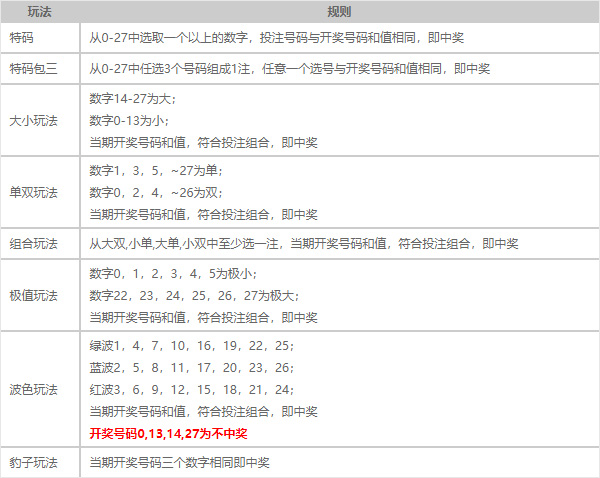 玩法 规则
特码 从0-27中选取一个以上的数字，投注号码与开奖号码和值相同，即中奖
特码包三 从0-27中任选3个号码组成1注，任意一个选号与开奖号码和值相同，即中奖
大小玩法
数字14-27为大；
数字0-13为小；
当期开奖号码和值，符合投注组合，即中奖
单双玩法
数字1，3，5，~27为单；
数字0，2，4，~26为双；
当期开奖号码和值，符合投注组合，即中奖
组合玩法 从大双,小单,大单,小双中至少选一注，当期开奖号码和值，符合投注组合，即中奖
极值玩法
数字0，1，2，3，4，5为极小；
数字22，23，24，25，26，27为极大；
当期开奖号码和值，符合投注组合，即中奖
波色玩法
绿波1，4，7，10，16，19，22，25；
蓝波2，5，8，11，17，20，23，26；
红波3，6，9，12，15，18，21，24；
当期开奖号码和值，符合投注组合，即中奖
开奖号码0,13,14,27为不中奖
豹子玩法 当期开奖号码三个数字相同即中奖